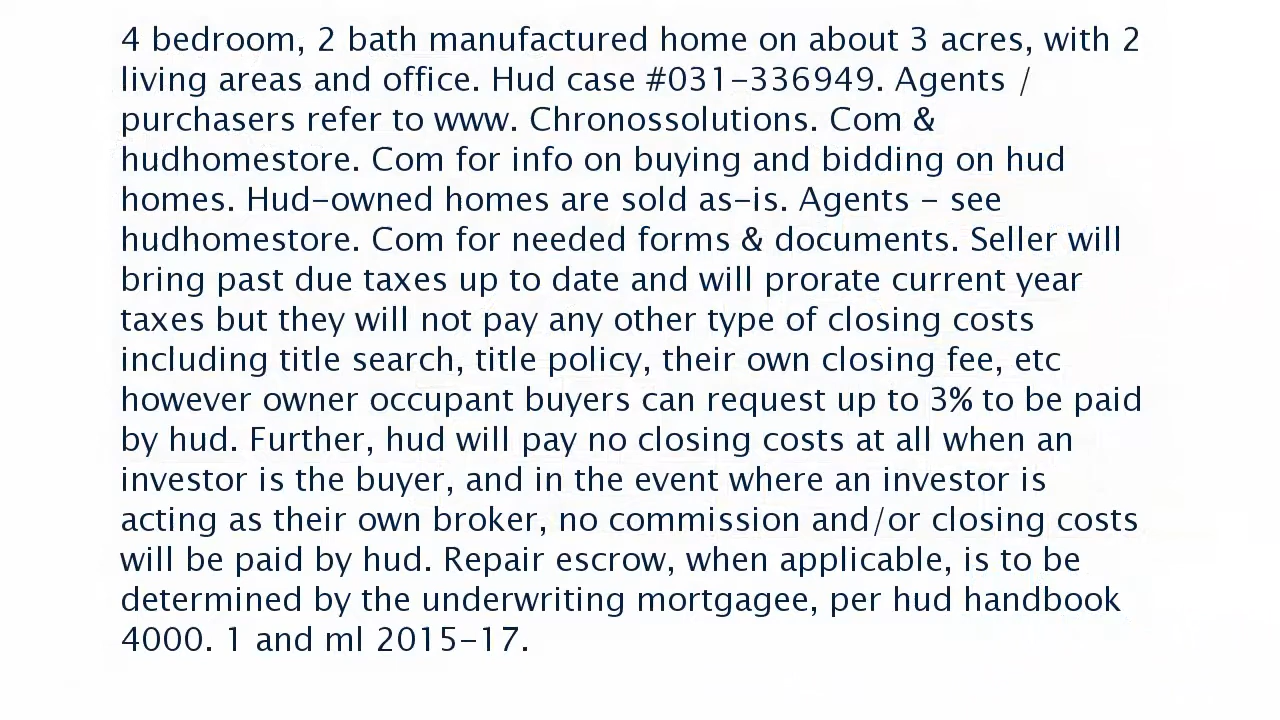 4 bedroom, 2 bath manufactured home on about 3 acres, with 2
living areas and office. Hud case #031-336949. Agents /
purchasers refer to www. Chronossolutions. Com &
hudhomestore. Com for info on buying and bidding on hud
homes. Hud-owned homes are sold as-is. Agents - see
hudhomestore. Com for needed forms & documents. Seller will
bring past due taxes up to date and will prorate current year
taxes but they will not pay any other type of closing costs
including title search, title policy, their own closing fee, etc
however owner occupant buyers can request up to 3% to be paid
by hud. Further, hud will pay no closing costs at all when an
investor is the buyer, and in the event where an investor is
acting as their own broker, no commission and/or closing costs
will be paid by hud. Repair escrow, when applicable, is to be
determined by the underwriting mortgagee, per hud handbook
4000. 1 and ml 2015-17.